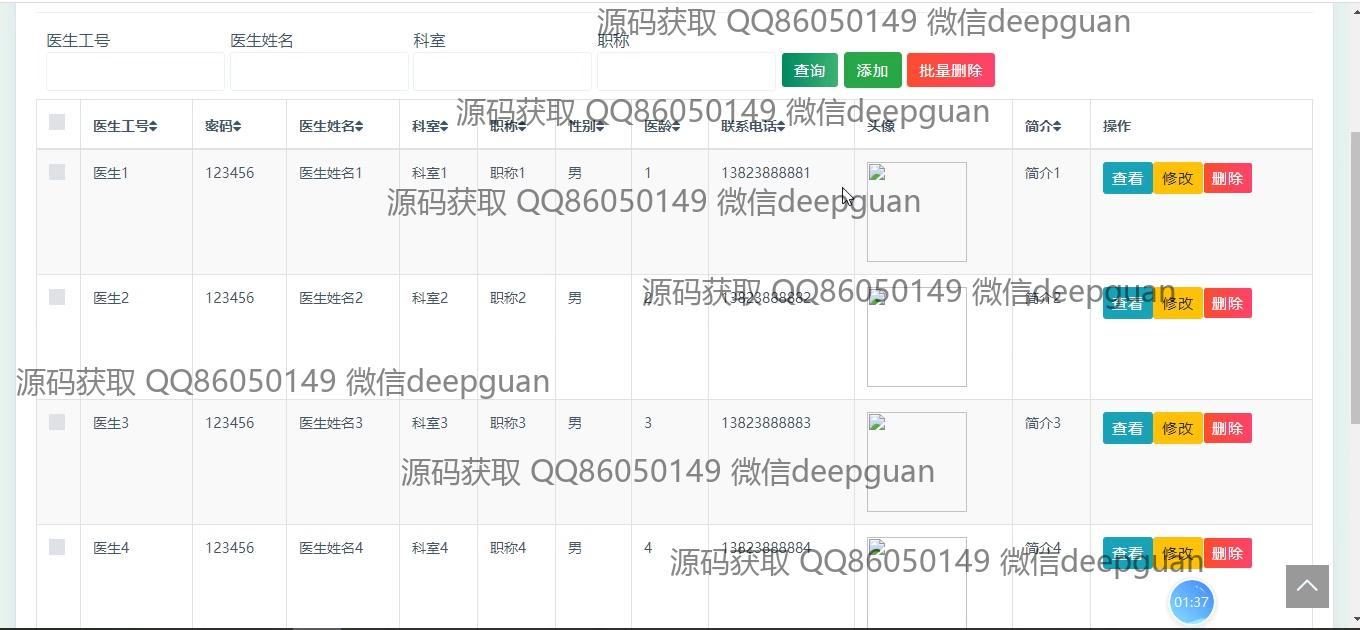 源码获取 QQ86050149 微信deepguan
医生工号 医生姓名 科室 职称
查询 添加 批量删除
源码获取 QQ86050149 微信deepguan
医生工号 密码 医生姓名 科室 职称 性别 医龄 联系电话 头像 简介 操作
医生1 123456 医生姓名1 科室1 职称1 男 1 13823888881 简介1 查看 修改 删除
源码获取 QQ86050149 微信deepguan
源码获取 QQ86050149 微信deepguan
医生2 123456 医生姓名2 科室2 职称2 男 2 13823888882 简介2 查看 修改 删除
源码获取 QQ86050149 微信deepguan
医生3 123456 医生姓名3 科室3 职称3 男 3 13823888883 简介3 查看 修改 删除
源码获取 QQ86050149 微信deepguan
医生4 123456 医生姓名4 科室4 职称4 男 4 13823888884 简介4 查看 修改 删除
源码获取 QQ86050149 微信deepguan
01:37